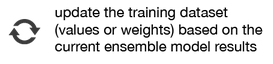 update the training dataset
(values or weights) based on the
current ensemble model results